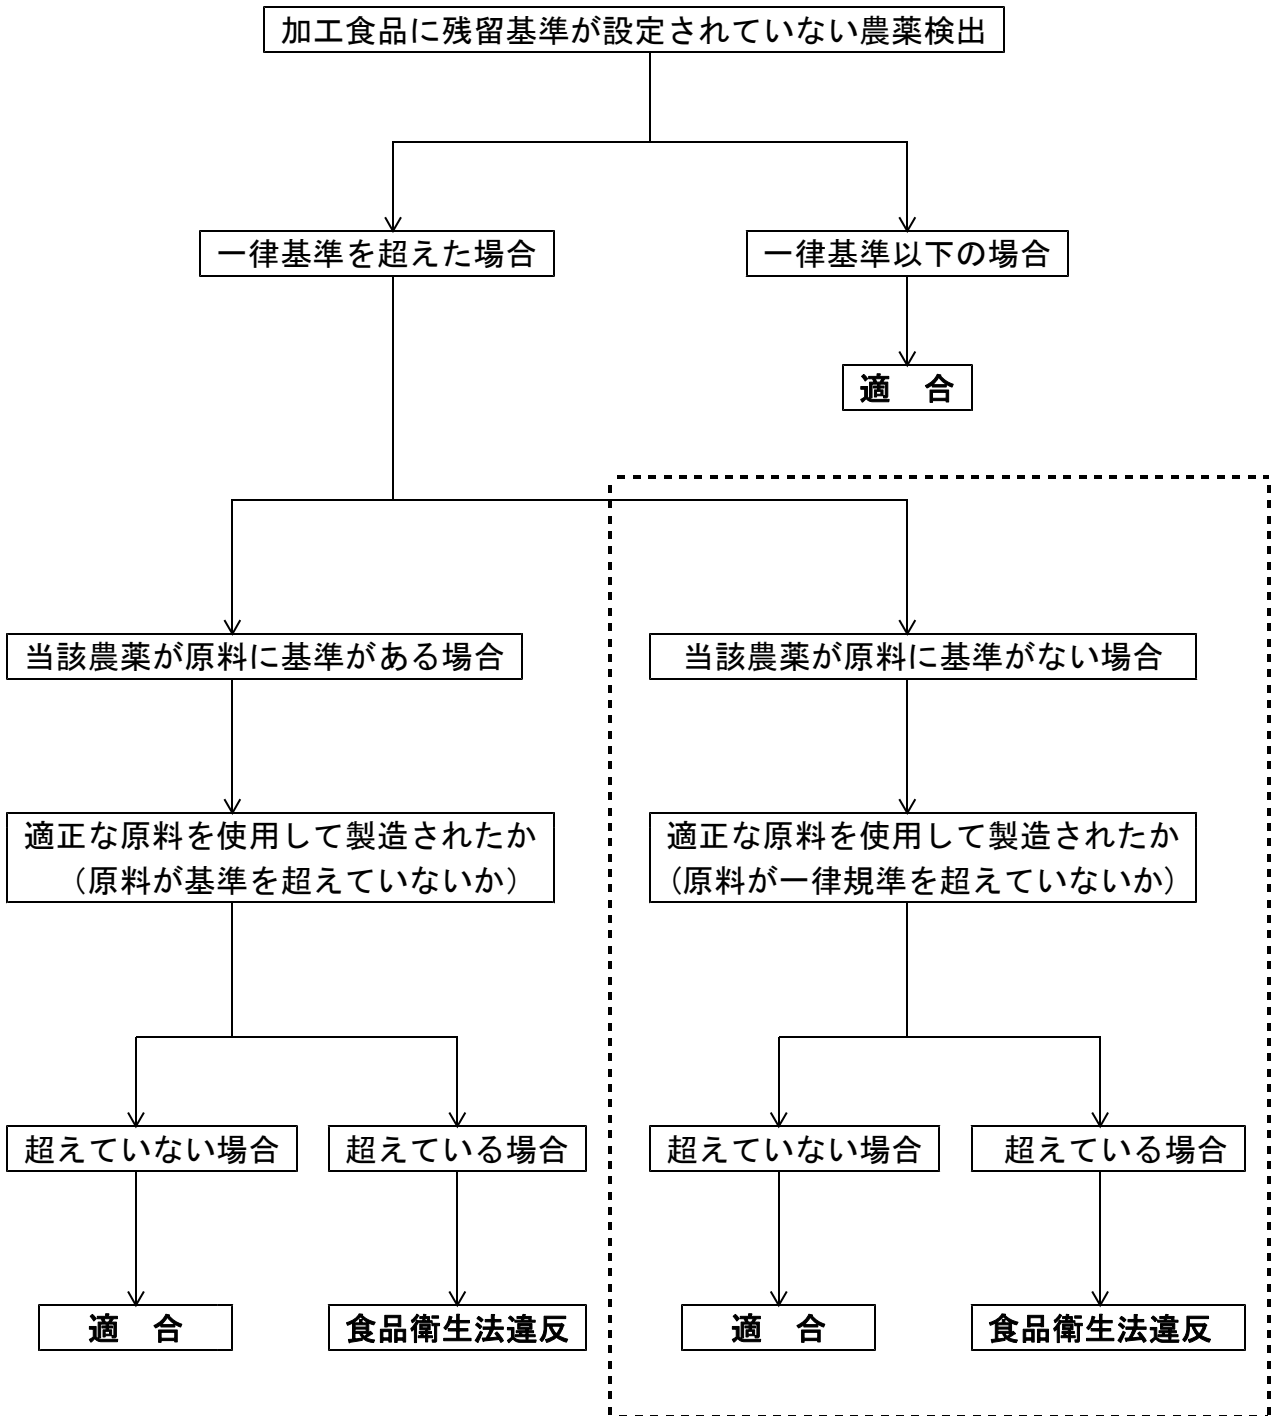 加工食品に残留基準が設定されていない農薬検出
一律基準を超えた場合
一律基準以下の場合
適　合
当該農薬が原料に基準がある場合
当該農薬が原料に基準がない場合
適正な原料を使用して製造されたか
（原料が基準を超えていないか）
適正な原料を使用して製造されたか
（原料が一律規準を超えていないか）
超えていない場合
超えている場合
超えていない場合
超えている場合
適　合
食品衛生法違反
適　合
食品衛生法違反